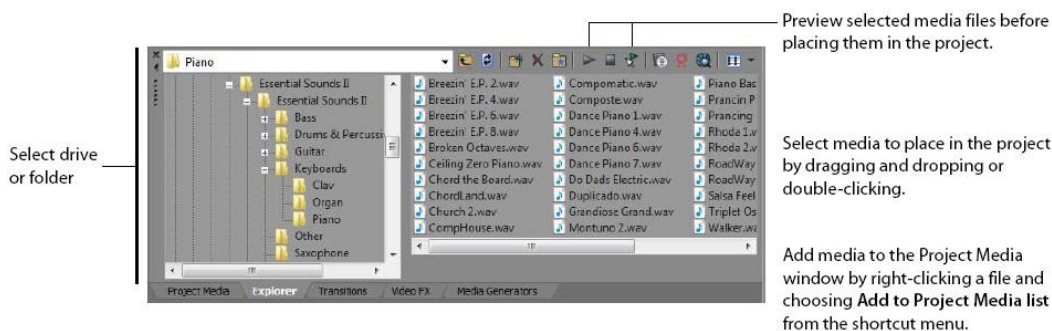 Preview selected media files before
placing them in the project.
Piano
Select drive
or folder
Essential Sounds II
Essential Sounds II
Bass
Drums & Percussi
Guitar
Keyboards
Clav
Organ
Piano
Other
Saxophone
Breezin' E.P. 2.wav
Breezin' E.P. 4.wav
Breezin' E.P. 6.wav
Breezin' E.P. 8.wav
Broken Octaves.wav
Ceiling Zero Piano.wav
Chord the Board.wav
ChordLand.wav
Church 2.wav
CompHouse.wav
Compomatic.wav
Composte.wav
Dance Piano 1.wav
Dance Piano 4.wav
Dance Piano 6.wav
Dance Piano 7.wav
Do Dads Electric.wav
Duplicado.wav
Grandiose Grand.wav
Montuno 2.wav
Piano Bas
Prancin P
Prancing
Rhoda 1.v
Rhoda 2.v
RoadWay
RoadWay
Salsa Feel
Triplet Os
Walker.wa
Project Media Explorer Transitions Video FX Media Generators
Select media to place in the project
by dragging and dropping or
double-clicking.
Add media to the Project Media
window by right-clicking a file and
choosing Add to Project Media list
from the shortcut menu.